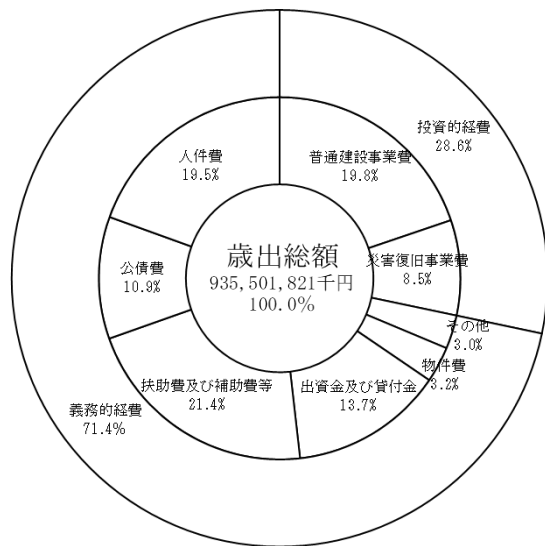 投資的経費
28.6%
人件費
19.5%
普通建設事業費
19.8%
歳出総額
935,501,821千円
100.0%
公債費
10.9%
災害復旧事業費
8.5%
その他
3.0%
物件費
3.2%
扶助費及び補助費等
21.4%
出資金及び貸付金
13.7%
義務的経費
71.4%